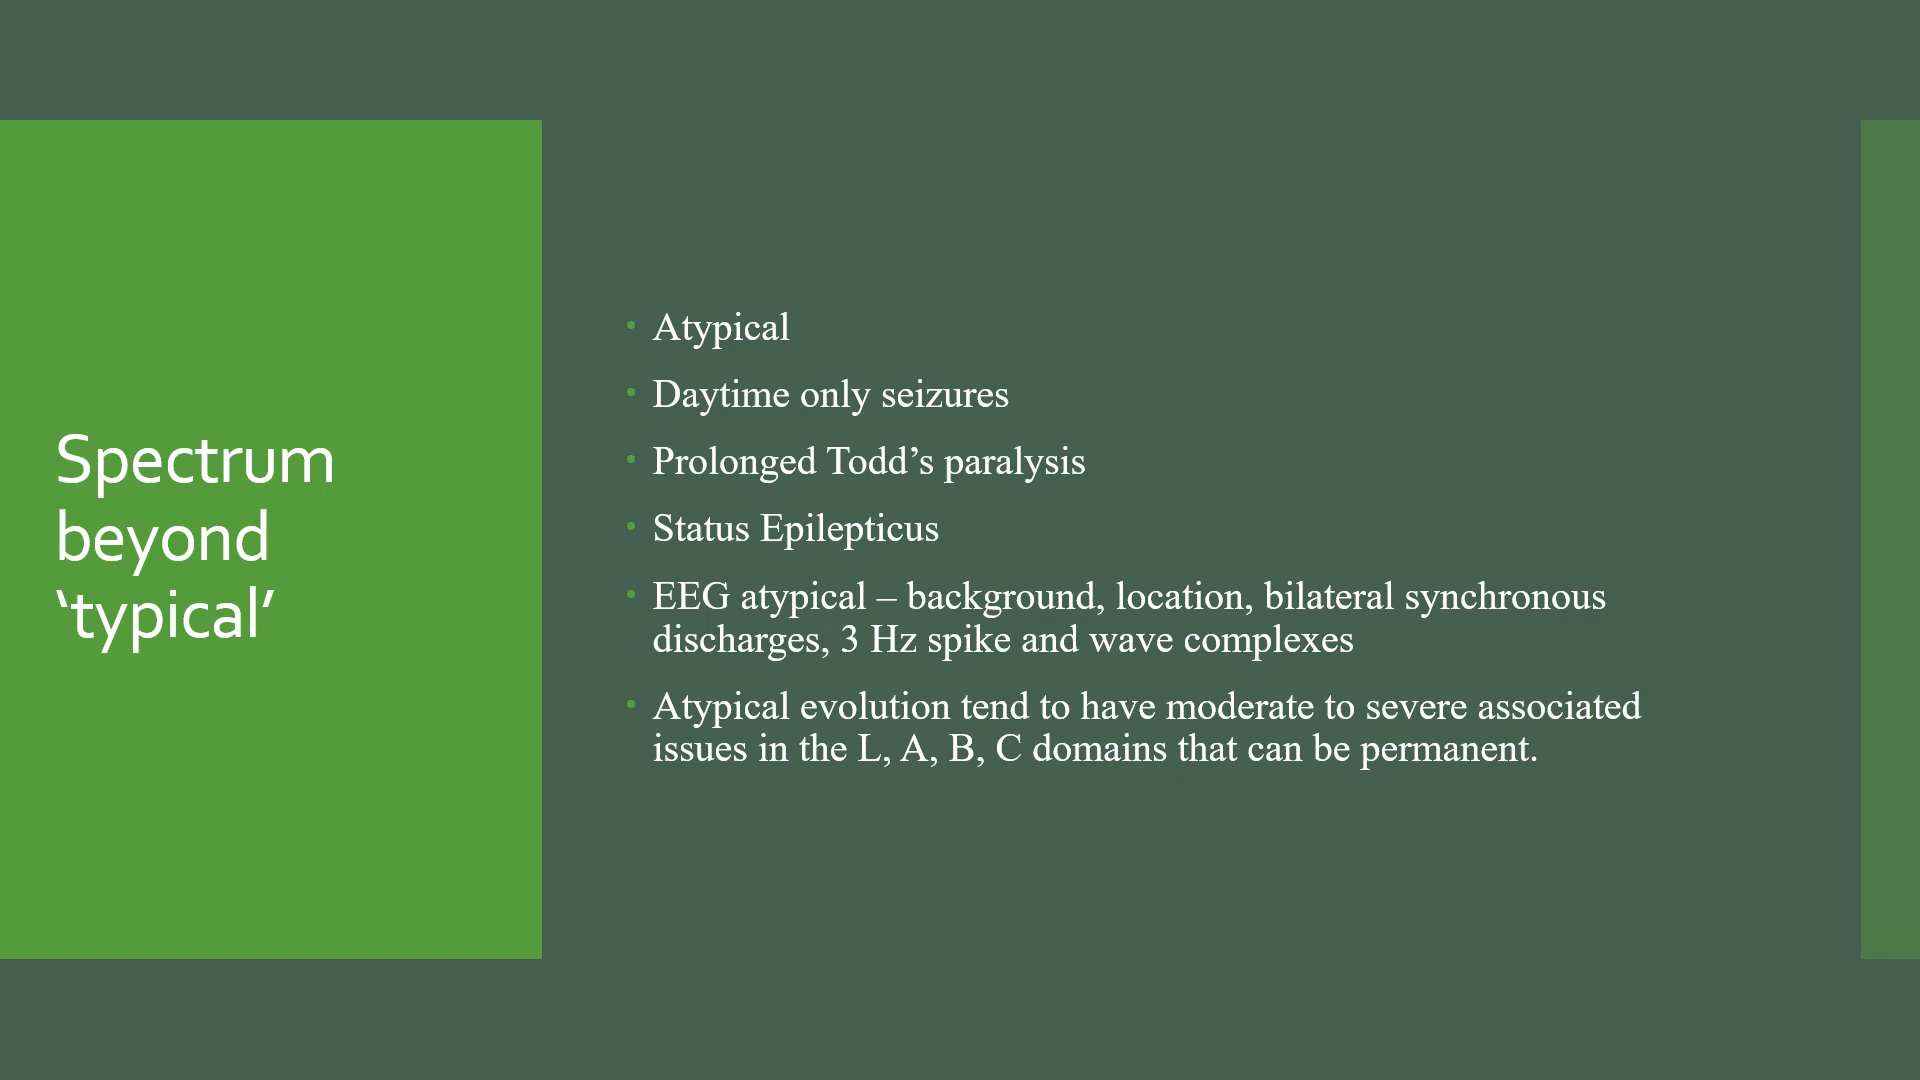 Spectrum
beyond
‘typical’
• Atypical
• Daytime only seizures
• Prolonged Todd’s paralysis
• Status Epilepticus
• EEG atypical – background, location, bilateral synchronous
discharges, 3 Hz spike and wave complexes
• Atypical evolution tend to have moderate to severe associated
issues in the L, A, B, C domains that can be permanent.